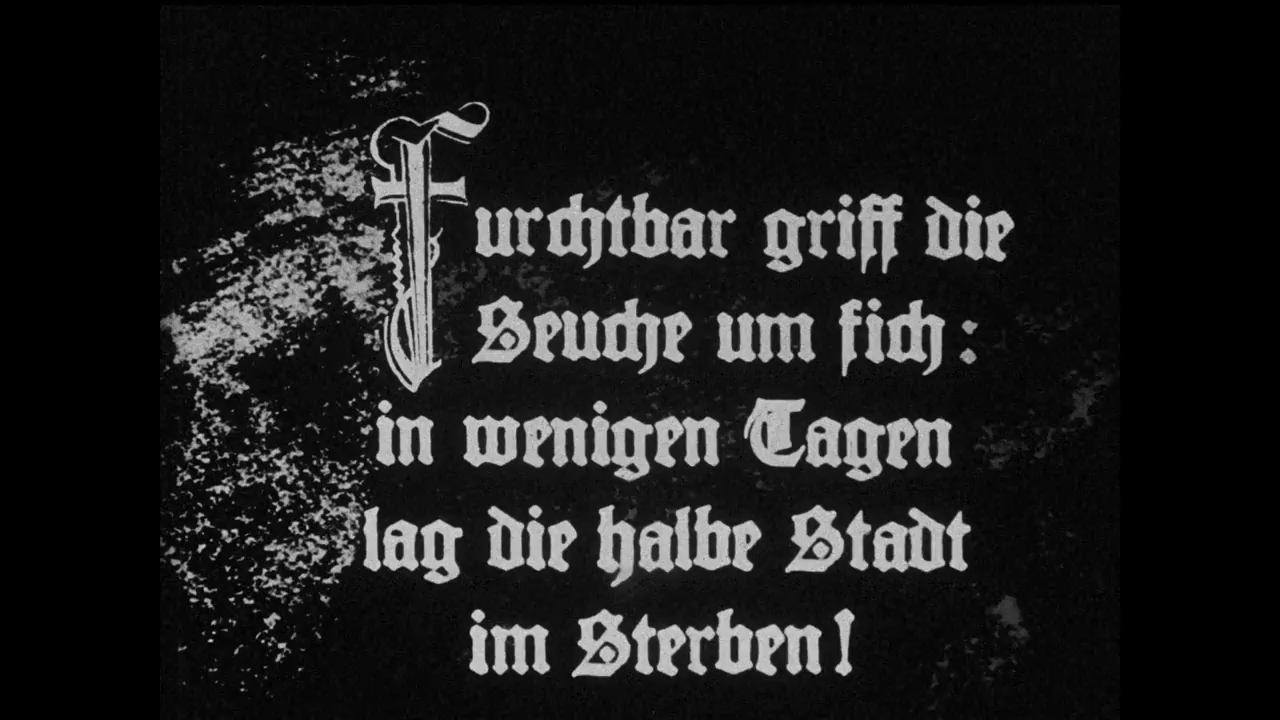 Furchtbar griff die
Seuche um ſich:
in wenigen Tagen
lag die halbe Stadt
im Sterben!